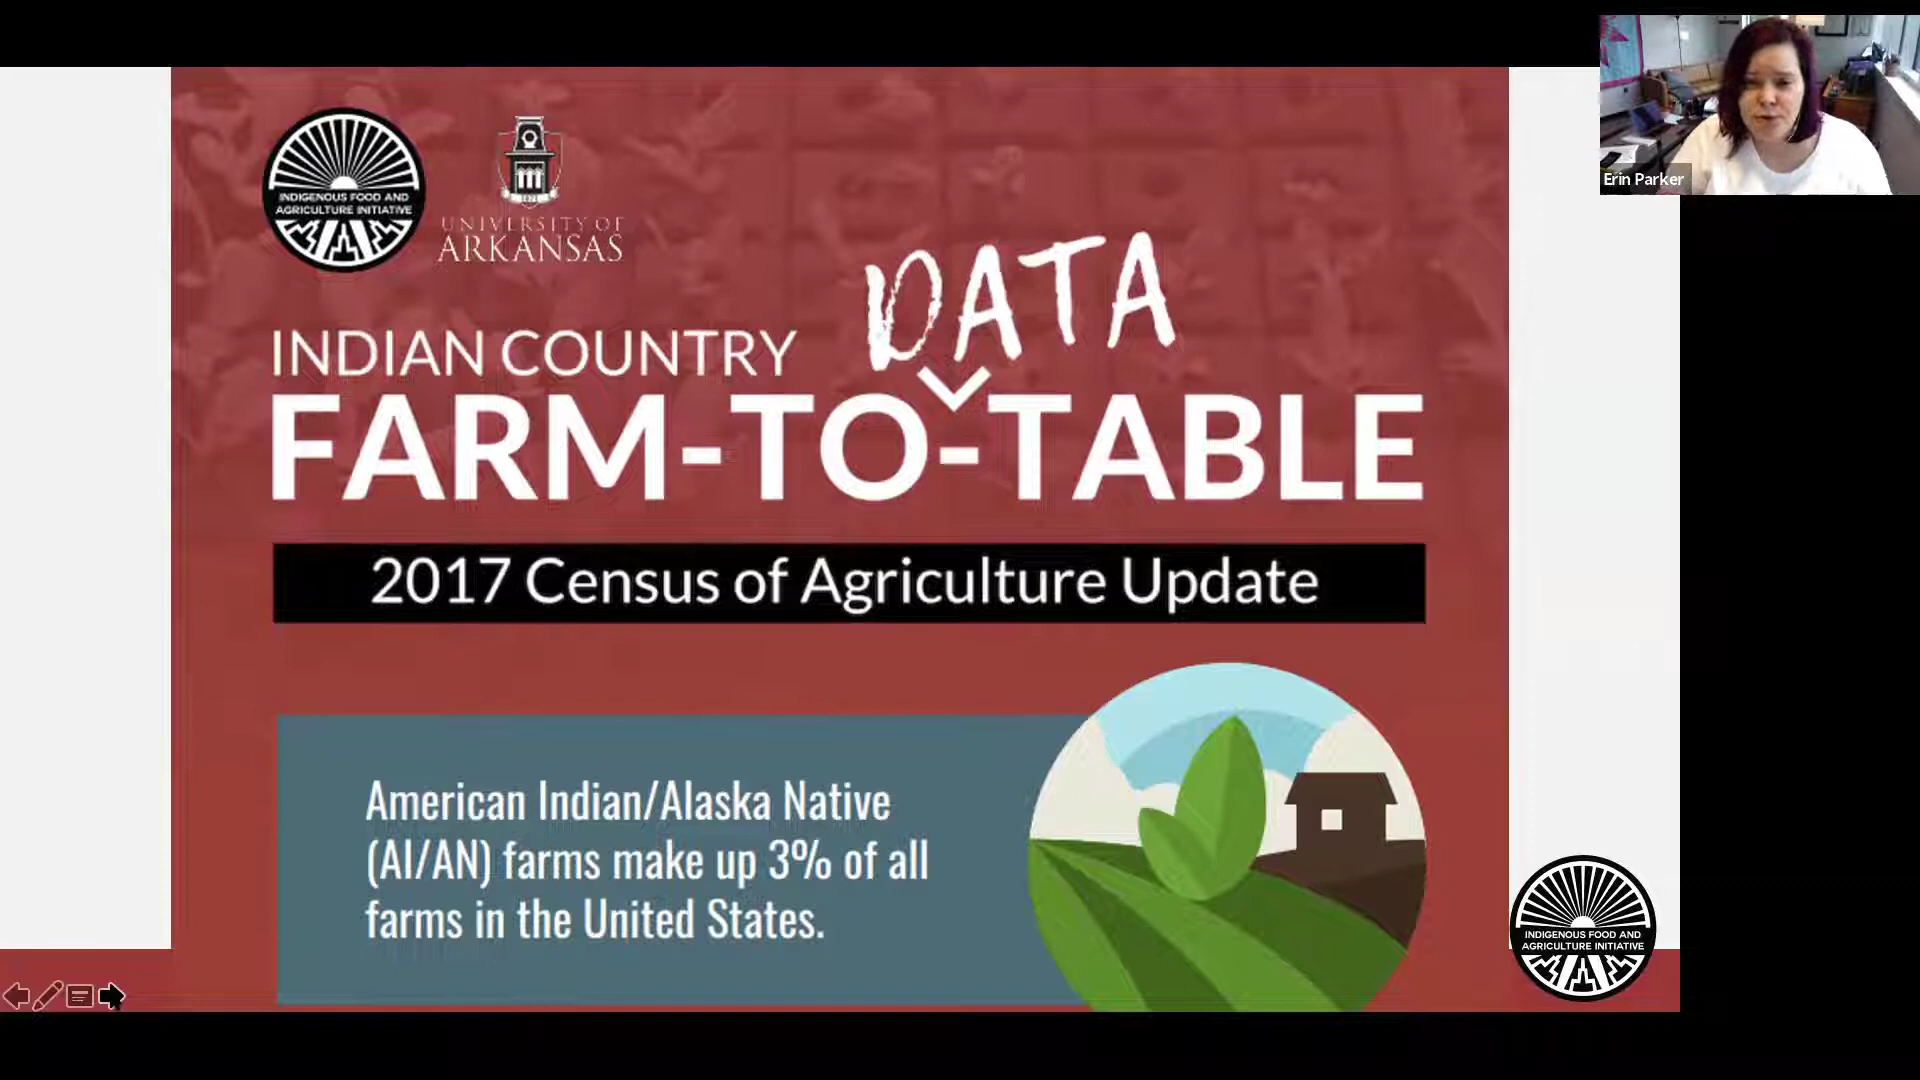 INDIGENOUS FOOD AND
AGRICULTURE INITIATIVE
1871
UNIVERSITY OF
ARKANSAS
DATA
INDIAN COUNTRY
FARM-TO-TABLE
2017 Census of Agriculture Update
American Indian/Alaska Native
(AI/AN) farms make up 3% of all
farms in the United States.
Erin Parker
INDIGENOUS FOOD AND
AGRICULTURE INITIATIVE